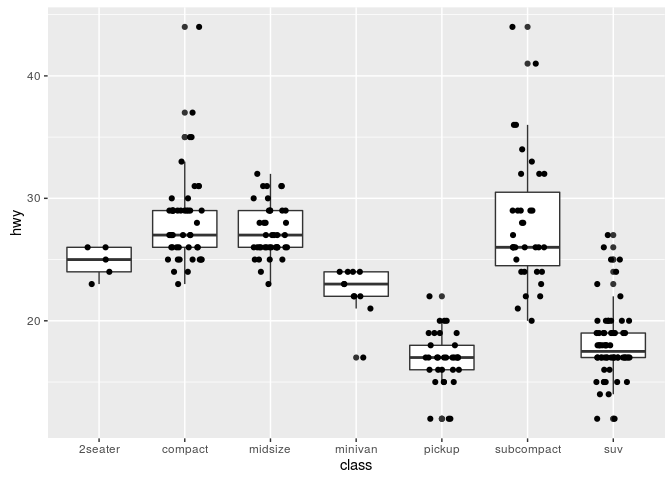 hwy
40
30
20
2seater compact midsize minivan pickup subcompact suv
class